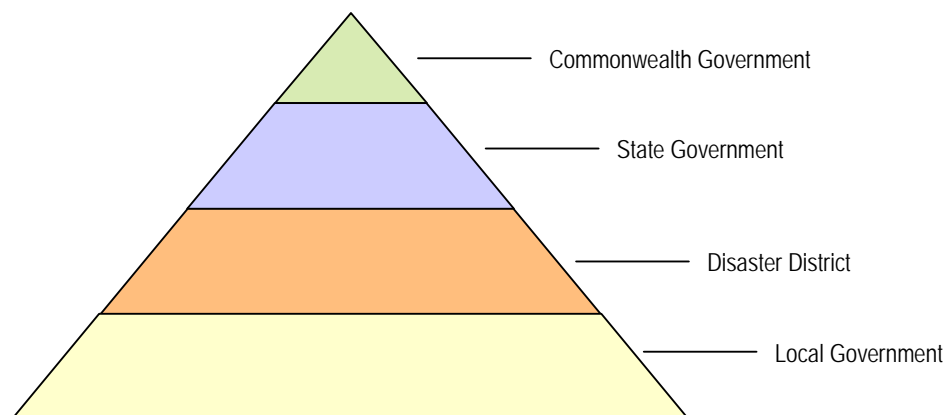 Commonwealth Government
State Government
Disaster District
Local Government